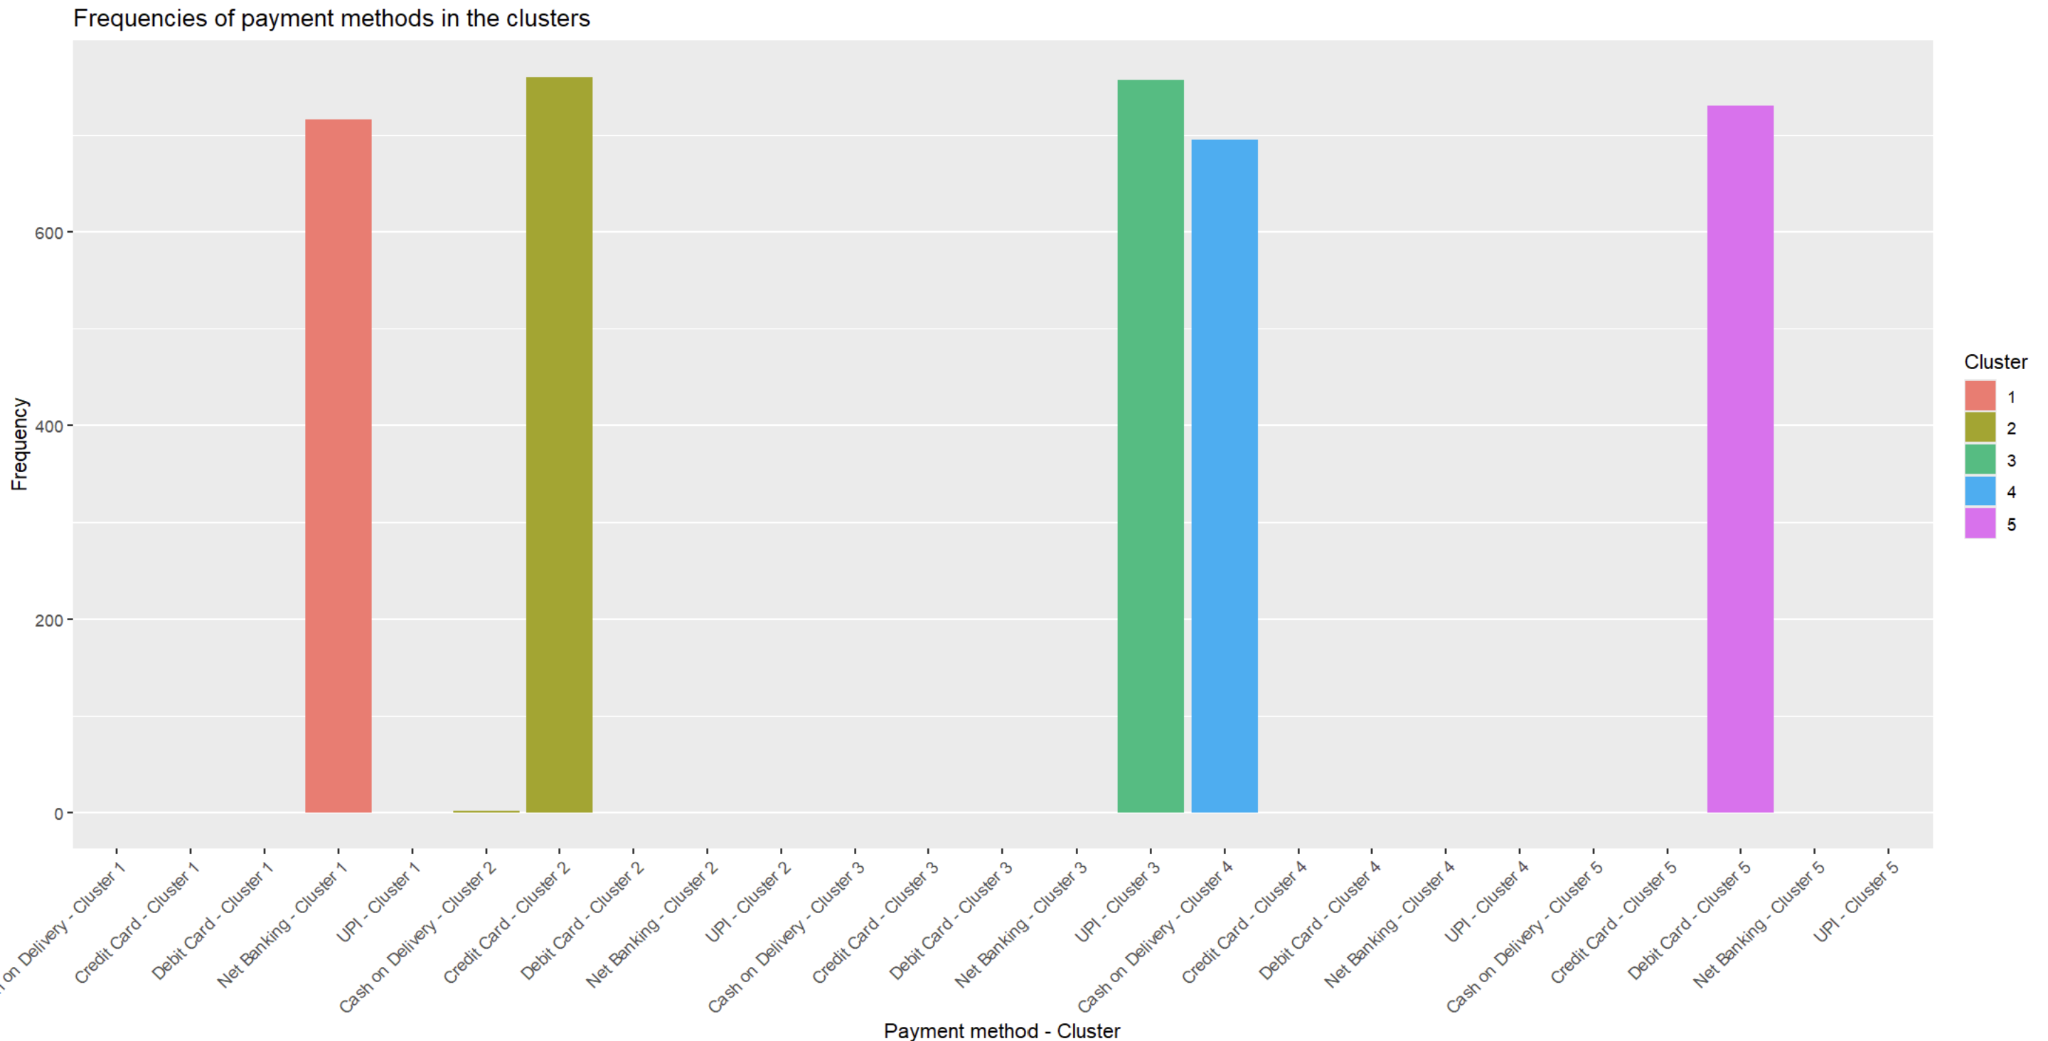 Frequencies of payment methods in the clusters
Frequency
600
400
200
0
Cluster
1
2
3
4
5
on Delivery - Cluster 1
Credit Card - Cluster 1
Debit Card - Cluster 1
Net Banking - Cluster 1
UPI - Cluster 1
Cash on Delivery - Cluster 2
Credit Card - Cluster 2
Debit Card - Cluster 2
Net Banking - Cluster 2
UPI - Cluster 2
Cash on Delivery - Cluster 3
Credit Card - Cluster 3
Debit Card - Cluster 3
Net Banking - Cluster 3
UPI - Cluster 3
Cash on Delivery - Cluster 4
Credit Card - Cluster 4
Debit Card - Cluster 4
Net Banking - Cluster 4
UPI - Cluster 4
Cash on Delivery - Cluster 5
Credit Card - Cluster 5
Debit Card - Cluster 5
Net Banking - Cluster 5
UPI - Cluster 5
Payment method - Cluster